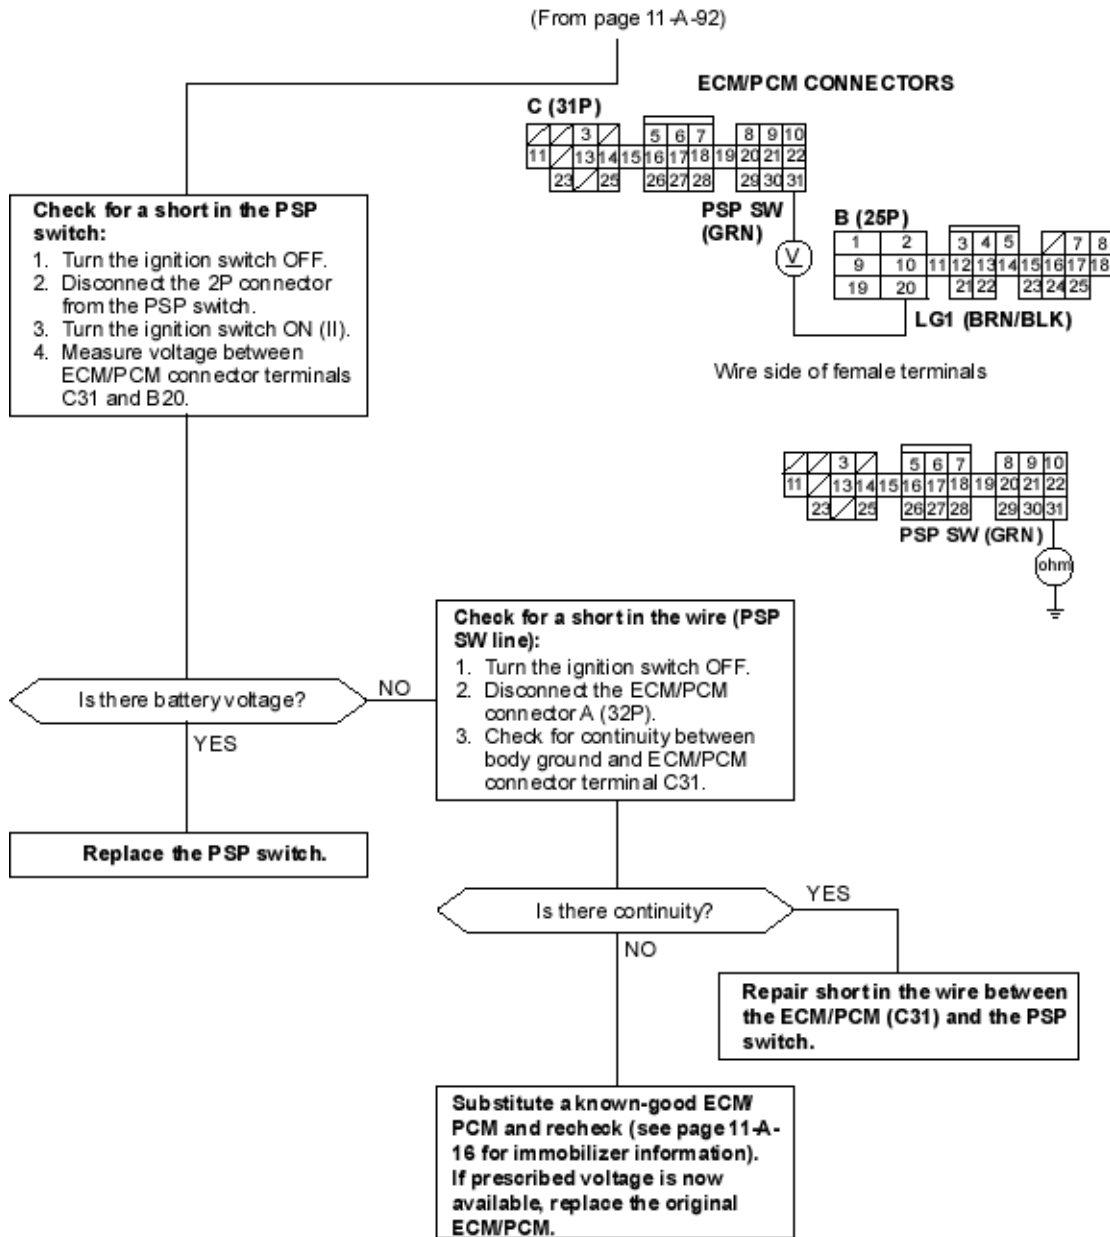 (From page 11-A-92)
ECM/PCM CONNECTORS
C (31P)
3 5 6 7 8 9 10
11 13 14 15 16 17 18 19 20 21 22
23 25 26 27 28 29 30 31
PSP SW
(GRN)
V
B (25P)
1 2 3 4 5 7 8
9 10 11 12 13 14 15 16 17 18
19 20 21 22 23 24 25
LG1 (BRN/BLK)
Wire side of female terminals
Check for a short in the PSP
switch:
1. Turn the ignition switch OFF.
2. Disconnect the 2P connector
from the PSP switch.
3. Turn the ignition switch ON (II).
4. Measure voltage between
ECM/PCM connector terminals
C31 and B20.
3 5 6 7 8 9 10
11 13 14 15 16 17 18 19 20 21 22
23 25 26 27 28 29 30 31
PSP SW (GRN)
ohm
Is there battery voltage?
NO
YES
Check for a short in the wire (PSP
SW line):
1. Turn the ignition switch OFF.
2. Disconnect the ECM/PCM
connector A (32P).
3. Check for continuity between
body ground and ECM/PCM
connector terminal C31.
Replace the PSP switch.
Is there continuity?
YES
NO
Repair short in the wire between
the ECM/PCM (C31) and the PSP
switch.
Substitute a known-good ECM/
PCM and recheck (see page 11-A-
16 for immobilizer information).
If prescribed voltage is now
available, replace the original
ECM/PCM.